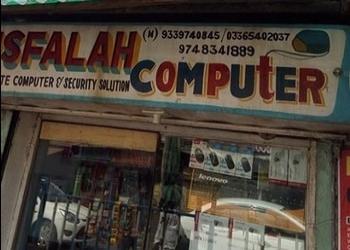 (M) 9339740845/03365402037
9748341889
SFALAH COMPUTER
TE COMPUTER & SECURITY SOLUTION
lenovo